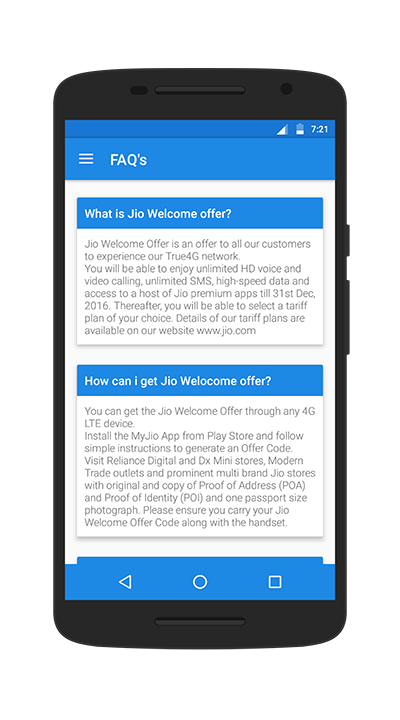 7:21
FAQ's
What is Jio Welcome offer?
Jio Welcome Offer is an offer to all our customers
to experience our True4G network.
You will be able to enjoy unlimited HD voice and
video calling, unlimited SMS, high-speed data and
access to a host of Jio premium apps till 31st Dec,
2016. Thereafter, you will be able to select a tariff
plan of your choice. Details of our tariff plans are
available on our website www.jio.com
How can i get Jio Welocome offer?
You can get the Jio Welcome Offer through any 4G
LTE device.
Install the MyJio App from Play Store and follow
simple instructions to generate an Offer Code.
Visit Reliance Digital and Dx Mini stores, Modern
Trade outlets and prominent multi brand Jio stores
with original and copy of Proof of Address (POA)
and Proof of Identity (POI) and one passport size
photograph. Please ensure you carry your Jio
Welcome Offer Code along with the handset.